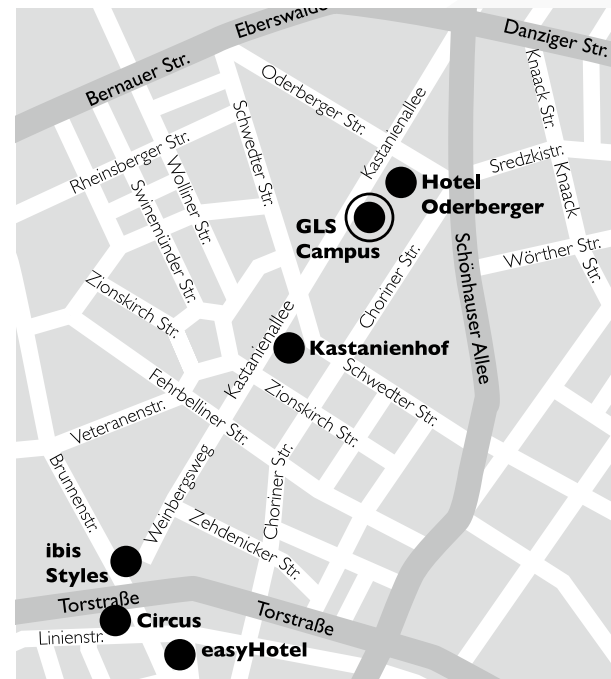 Eberswalde
Danziger Str.
Bernauer Str.
Oderberger Str.
Knaack Str.
Kastanienallee
Schwedter Str.
Rheinsberger Str.
Sredzkistr.
Wolliner Str.
Knaack
Str.
Hotel
Oderberger
Swinemünder Str.
GLS
Campus
Wörther Str.
Schönhauser Allee
Choriner Str.
Zionskirch Str.
Kastanienallee
Kastanienhof
Schwedter Str.
Fehrbelliner Str.
Zionskirch Str.
Veteranenstr.
Choriner Str.
Weinbergsweg
Brunnenstr.
Zehdenicker Str.
ibis
Styles
Torstraße
Circus
Torstraße
Linienstr.
easyHotel